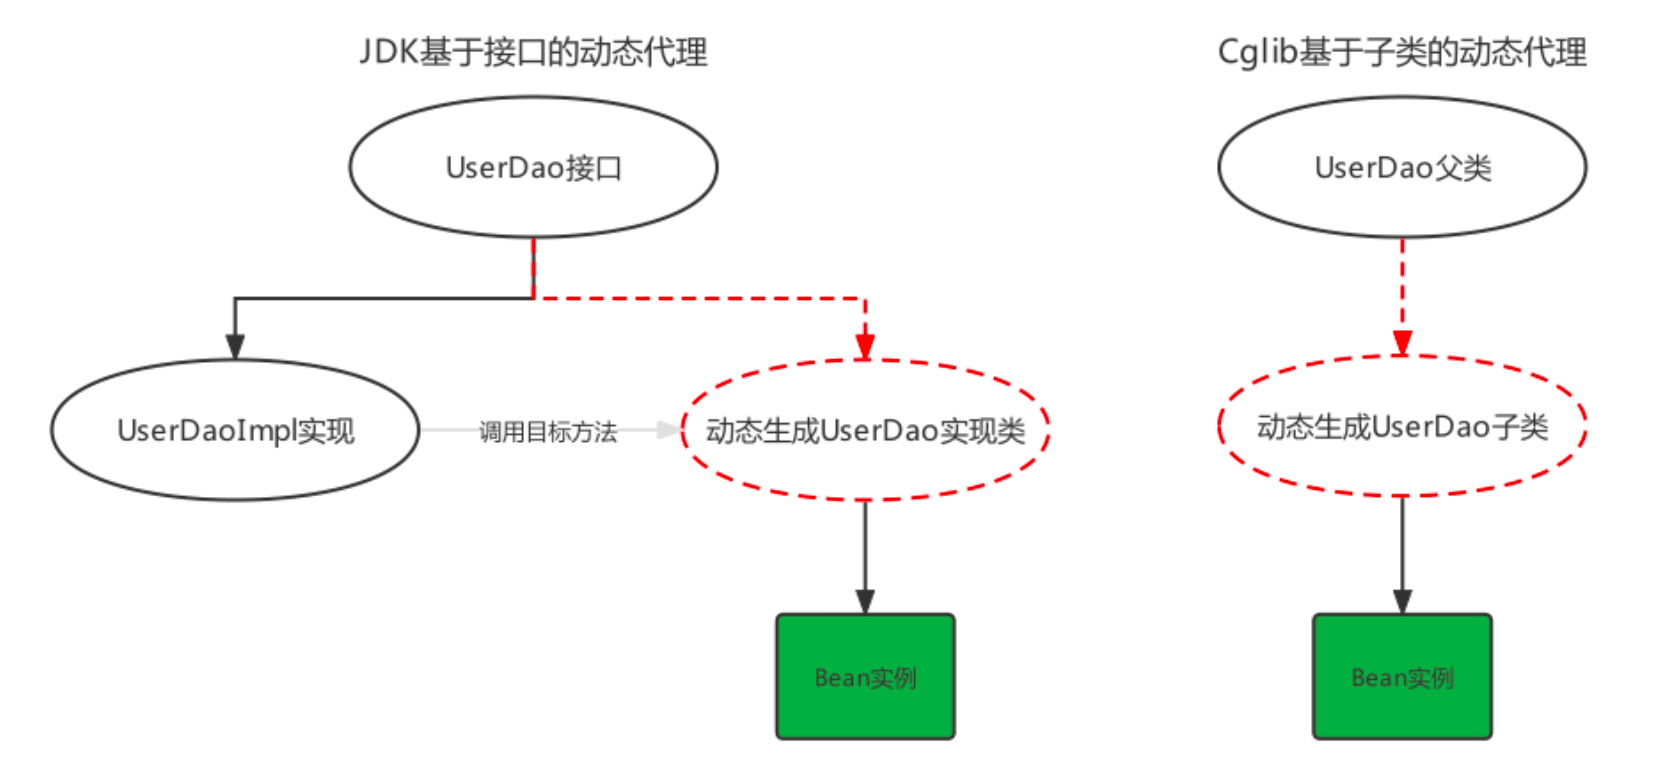 JDK基于接口的动态代理
Cglib基于子类的动态代理
UserDao接口
UserDao父类
UserDaoImpl实现
调用目标方法
动态生成UserDao实现类
动态生成UserDao子类
Bean实例
Bean实例